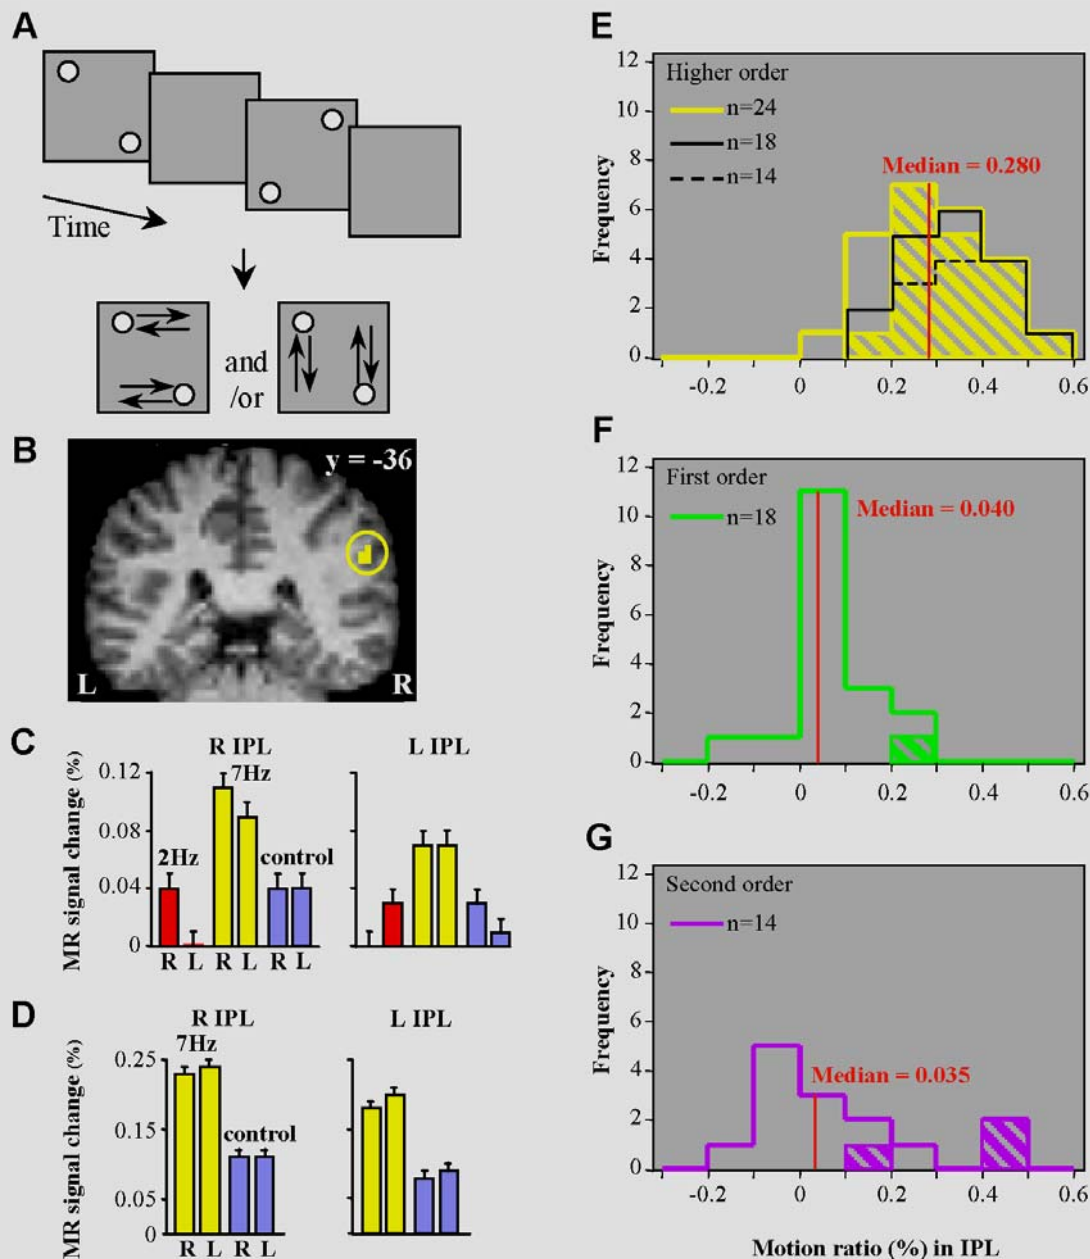 A
Time
and
/or
B
y = -36
L
R
C
R IPL
L IPL
MR signal change (%)
0.12
0.08
0.04
0
2Hz
7Hz
control
R L R L R L
D
R IPL
L IPL
MR signal change (%)
0.25
0.15
0.05
0
7Hz
control
R L R L
E
Higher order
n=24
n=18
n=14
Median = 0.280
Frequency
12
10
8
6
4
2
0
-0.2 0 0.2 0.4 0.6
F
First order
n=18
Median = 0.040
Frequency
12
10
8
6
4
2
0
-0.2 0 0.2 0.4 0.6
G
Second order
n=14
Median = 0.035
Frequency
12
10
8
6
4
2
0
-0.2 0 0.2 0.4 0.6
Motion ratio (%) in IPL